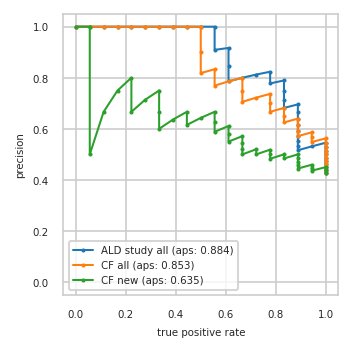 1.0
0.8
0.6
0.4
0.2
0.0
precision
ALD study all (aps: 0.884)
CF all (aps: 0.853)
CF new (aps: 0.635)
0.0 0.2 0.4 0.6 0.8 1.0
true positive rate